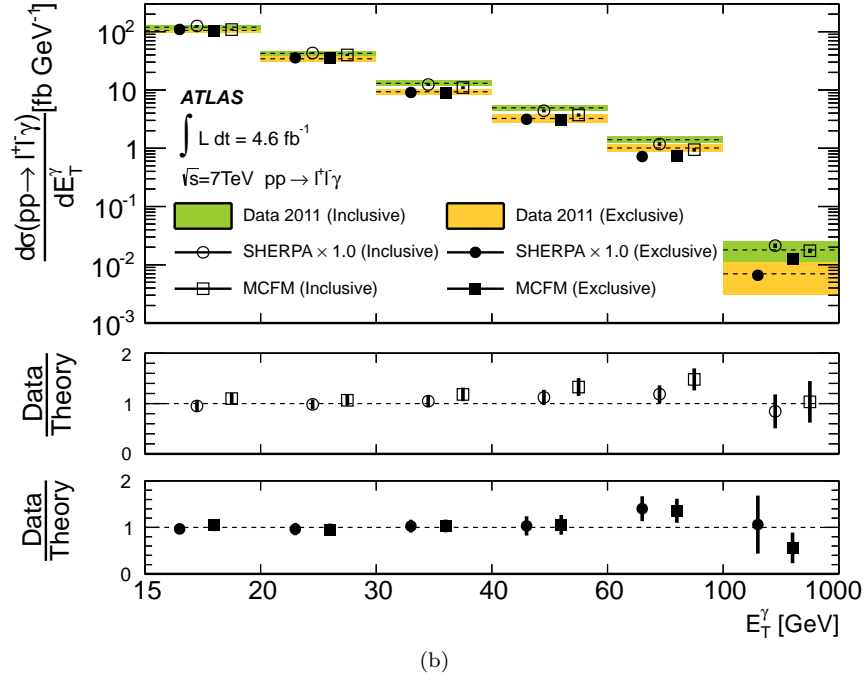 dσ(pp→ l⁺l⁻γ)
dE_T^γ
[fb GeV⁻¹]
10²
10
1
10⁻¹
10⁻²
10⁻³
ATLAS
∫ L dt = 4.6 fb⁻¹
√s=7TeV pp → l⁺l⁻γ
Data 2011 (Inclusive)
Data 2011 (Exclusive)
SHERPA × 1.0 (Inclusive)
SHERPA × 1.0 (Exclusive)
MCFM (Inclusive)
MCFM (Exclusive)
Data
Theory
2
1
0
Data
Theory
2
1
0
15 20 30 40 60 100 1000
E_T^γ [GeV]
(b)